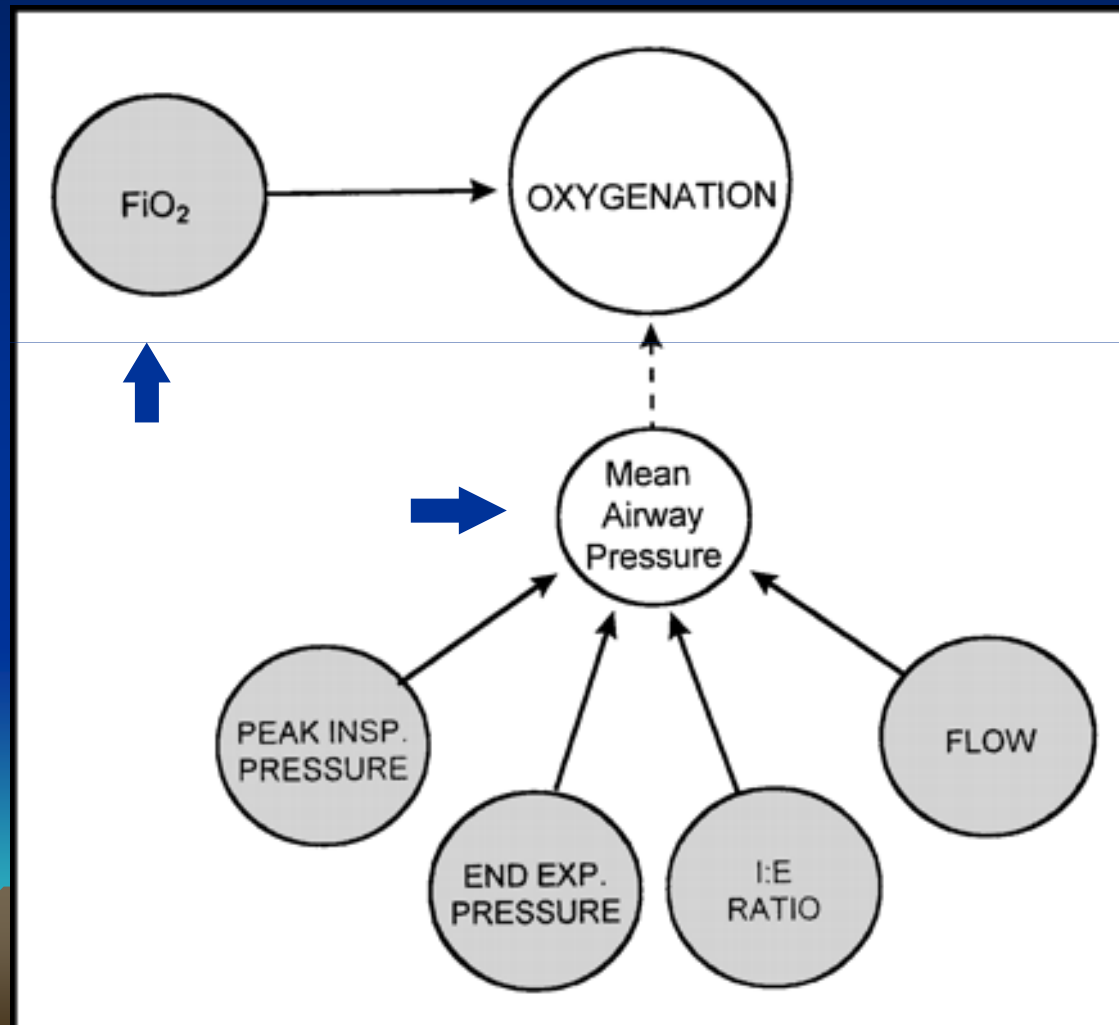 FiO₂
OXYGENATION
Mean
Airway
Pressure
PEAK INSP.
PRESSURE
END EXP.
PRESSURE
I:E
RATIO
FLOW